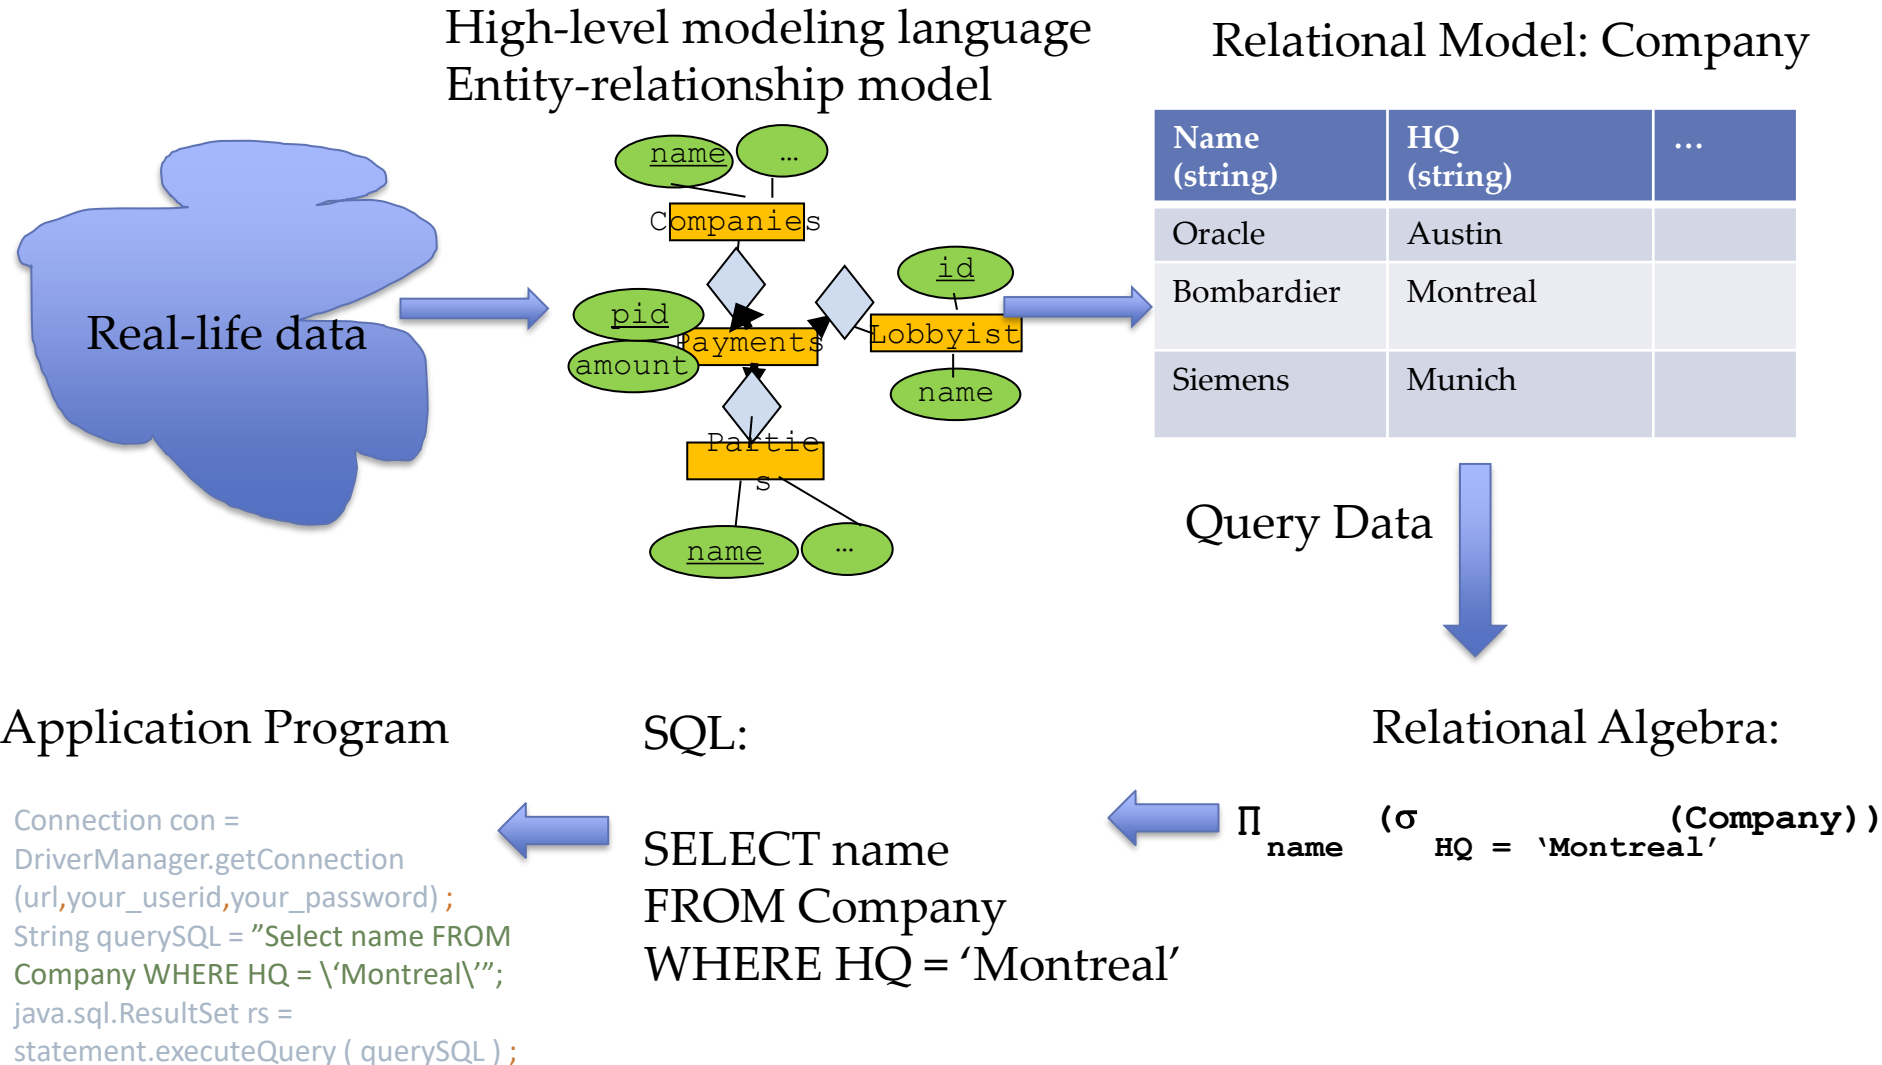 High-level modeling language
Entity-relationship model
Relational Model: Company
Real-life data
name
...
Companies
pid
amount
Payments
id
Lobbyist
name
Partie
s
name
...
Name
(string)
HQ
(string)
...
Oracle
Austin
Bombardier
Montreal
Siemens
Munich
Query Data
Relational Algebra:
∏ name (σ HQ = ‘Montreal’ (Company))
SQL:
SELECT name
FROM Company
WHERE HQ = ‘Montreal’
Application Program
Connection con =
DriverManager.getConnection
(url,your_userid,your_password) ;
String querySQL = ”Select name FROM
Company WHERE HQ = \‘Montreal\’”;
java.sql.ResultSet rs =
statement.executeQuery ( querySQL ) ;